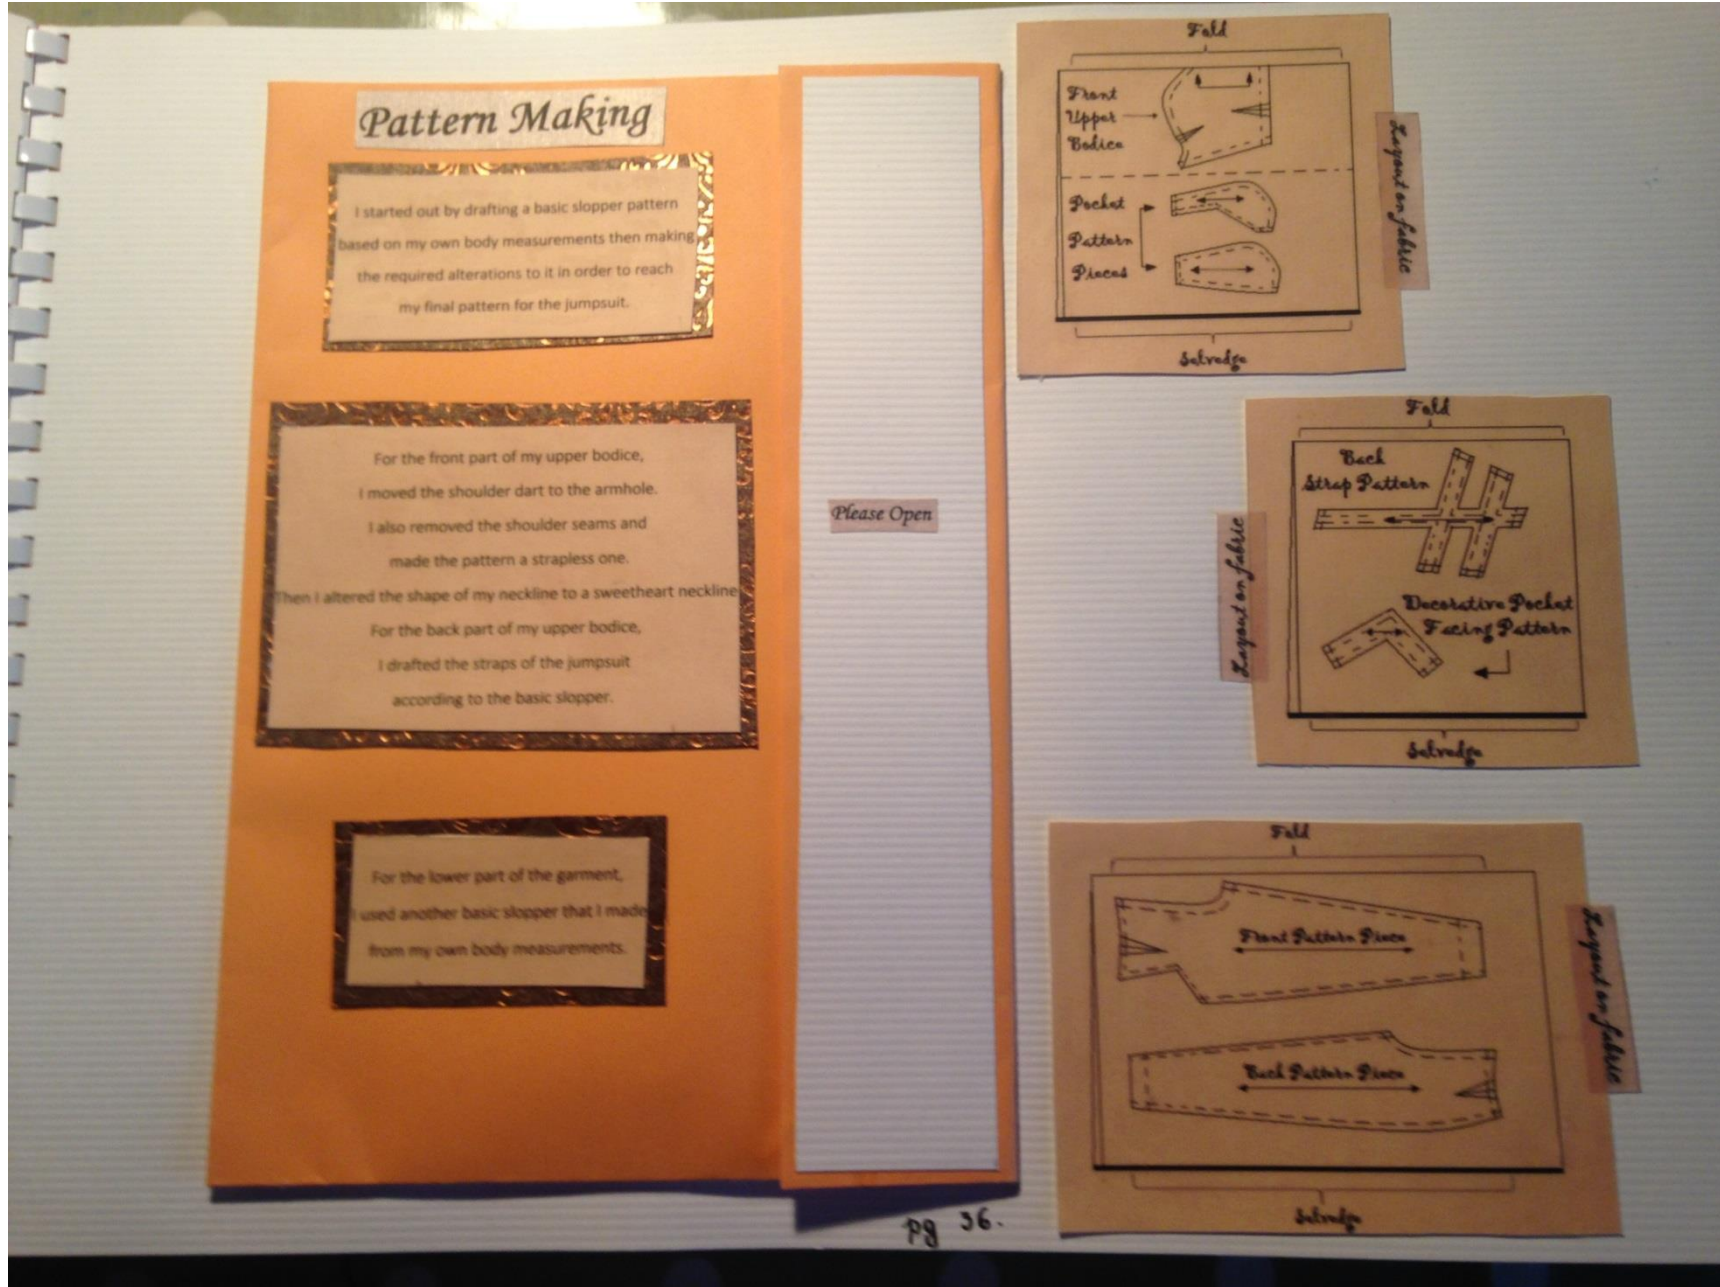 Pattern Making
I started out by drafting a basic slopper pattern
based on my own body measurements then making
the required alterations to it in order to reach
my final pattern for the jumpsuit.
For the front part of my upper bodice,
I moved the shoulder dart to the armhole.
I also removed the shoulder seams and
made the pattern a strapless one.
Then I altered the shape of my neckline to a sweetheart neckline
For the back part of my upper bodice,
I drafted the straps of the jumpsuit
according to the basic slopper.
For the lower part of the garment,
I used another basic slopper that I made
from my own body measurements.
Please Open
Fold
Front
Upper
Bodice
Pocket
Pattern
Pieces
Selvedge
Layout on fabric
Fold
Back
Strap Pattern
Decorative Pocket
Facing Pattern
Selvedge
Layout on fabric
Fold
Front Pattern Piece
Back Pattern Piece
Selvedge
Layout on fabric
pg 36.